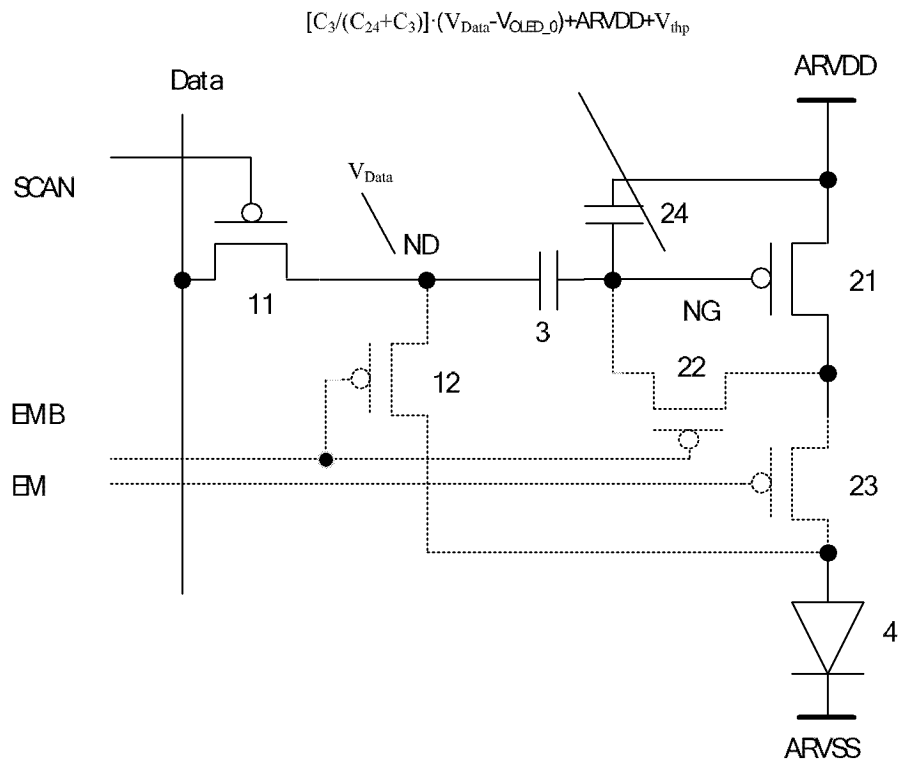 [C3/(C24+C3)]·(VData-VOLED_0)+ARVDD+Vthp
ARVDD
Data
SCAN
VData
24
ND
11
3
NG
21
22
12
EMB
EM
23
4
ARVSS